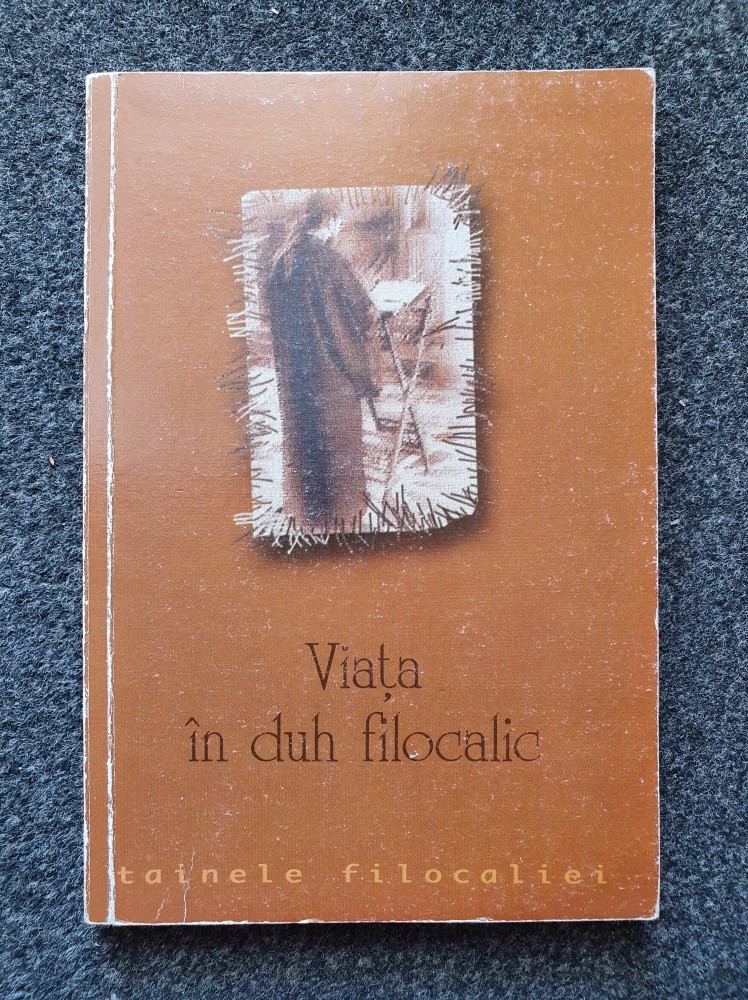 Viața
în duh filocalic
tainele filocaliei